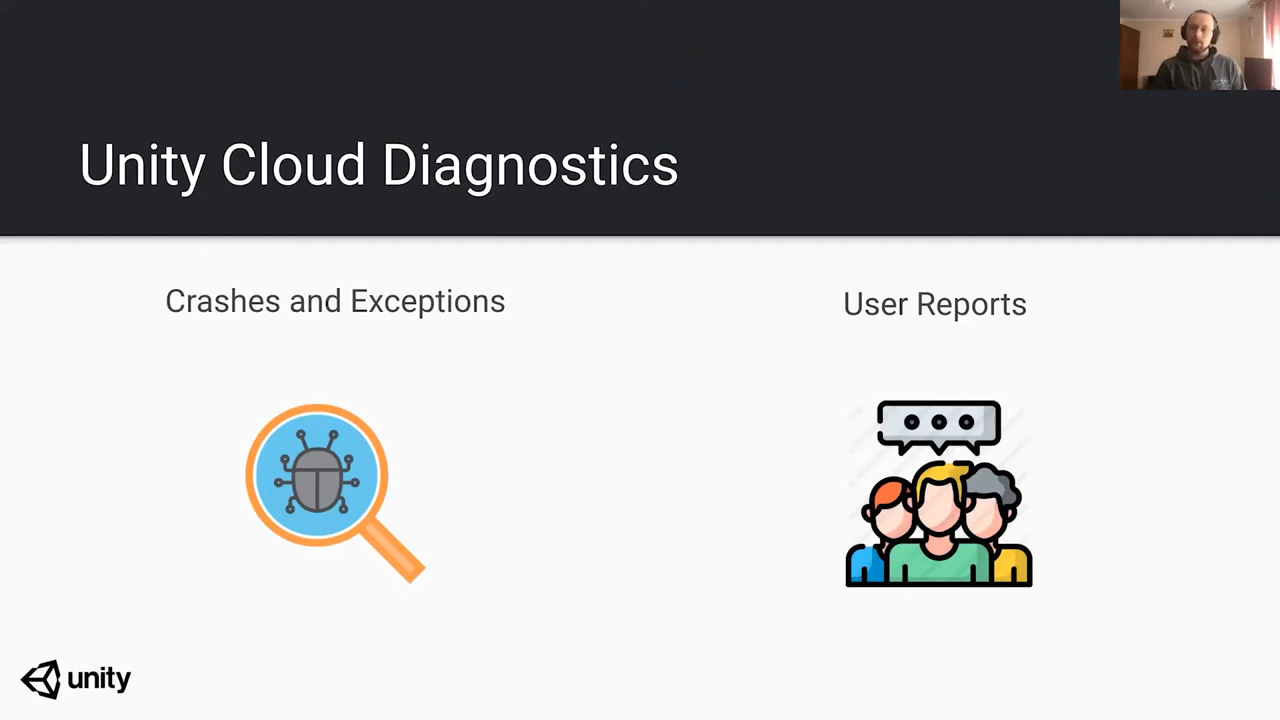 Unity Cloud Diagnostics
Crashes and Exceptions
User Reports
unity